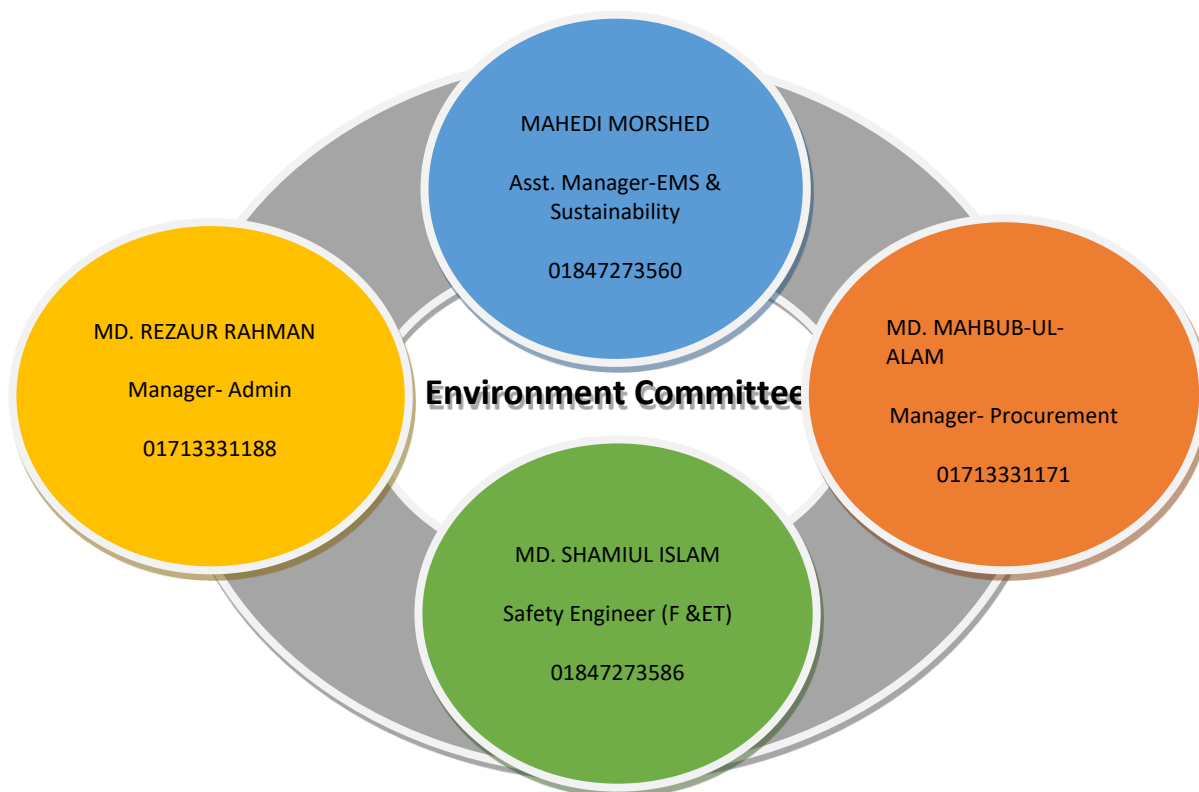 MAHEDI MORSHED
Asst. Manager-EMS &
Sustainability
01847273560
MD. REZAUR RAHMAN
Manager- Admin
01713331188
Environment Committee
MD. MAHBUB-UL-
ALAM
Manager- Procurement
01713331171
MD. SHAMIUL ISLAM
Safety Engineer (F &ET)
01847273586